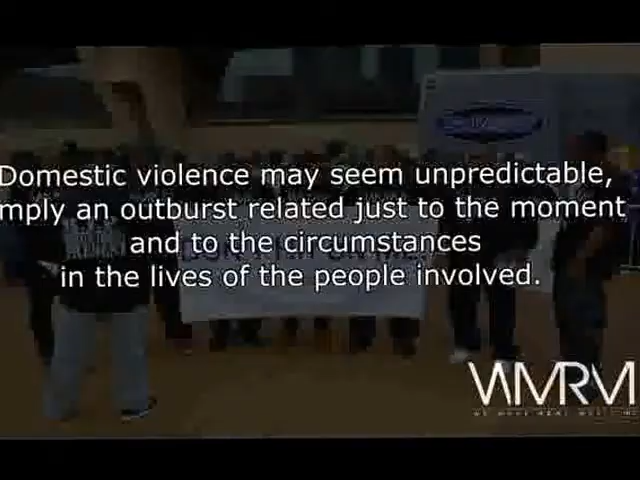 Domestic violence may seem unpredictable,
mply an outburst related just to the moment
and to the circumstances
in the lives of the people involved.
WMRM